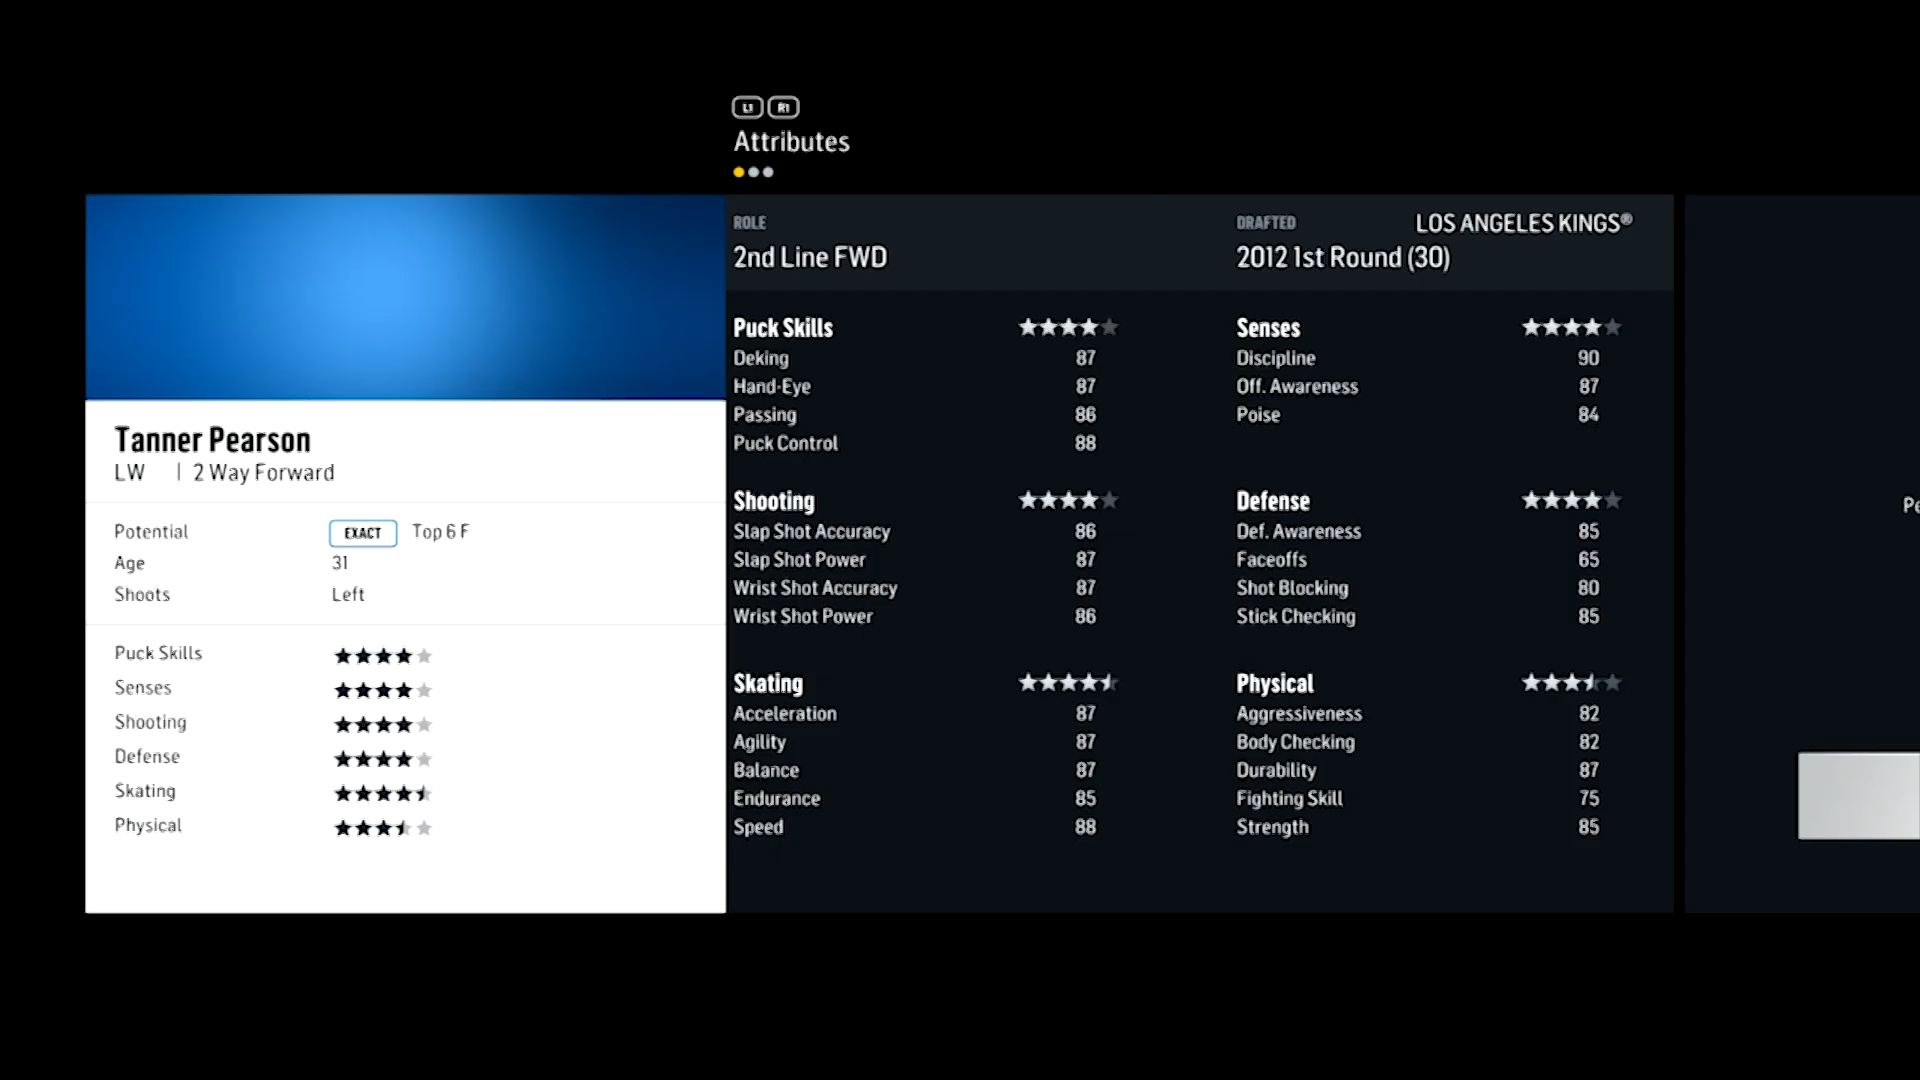 L1 R1
Attributes
ROLE
2nd Line FWD
DRAFTED LOS ANGELES KINGS®
2012 1st Round (30)
Tanner Pearson
LW | 2 Way Forward
Potential EXACT Top 6 F
Age 31
Shoots Left
Puck Skills
Senses
Shooting
Defense
Skating
Physical
Puck Skills
Deking 87
Hand-Eye 87
Passing 86
Puck Control 88
Senses
Discipline 90
Off. Awareness 87
Poise 84
Shooting
Slap Shot Accuracy 86
Slap Shot Power 87
Wrist Shot Accuracy 87
Wrist Shot Power 86
Defense
Def. Awareness 85
Faceoffs 65
Shot Blocking 80
Stick Checking 85
Skating
Acceleration 87
Agility 87
Balance 87
Endurance 85
Speed 88
Physical
Aggressiveness 82
Body Checking 82
Durability 87
Fighting Skill 75
Strength 85